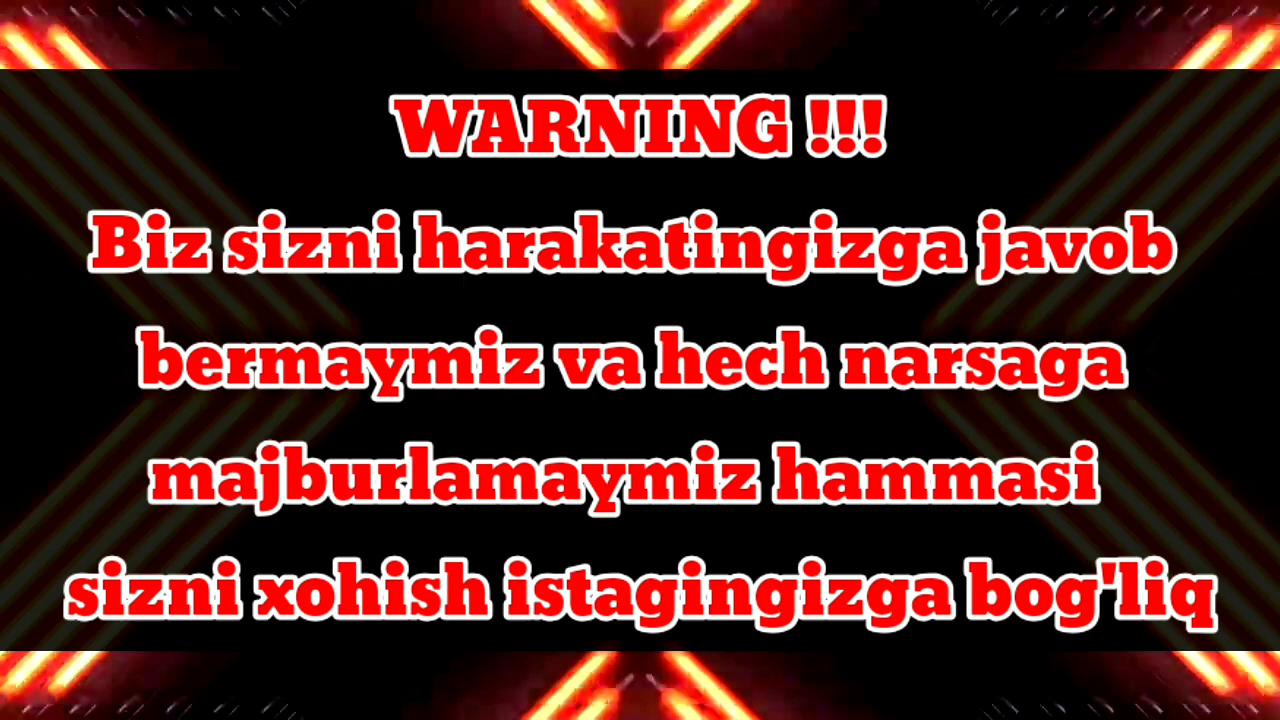 WARNING !!!
Biz sizni harakatingizga javob
bermaymiz va hech narsaga
majburlamaymiz hammasi
sizni xohish istagingizga bog'liq